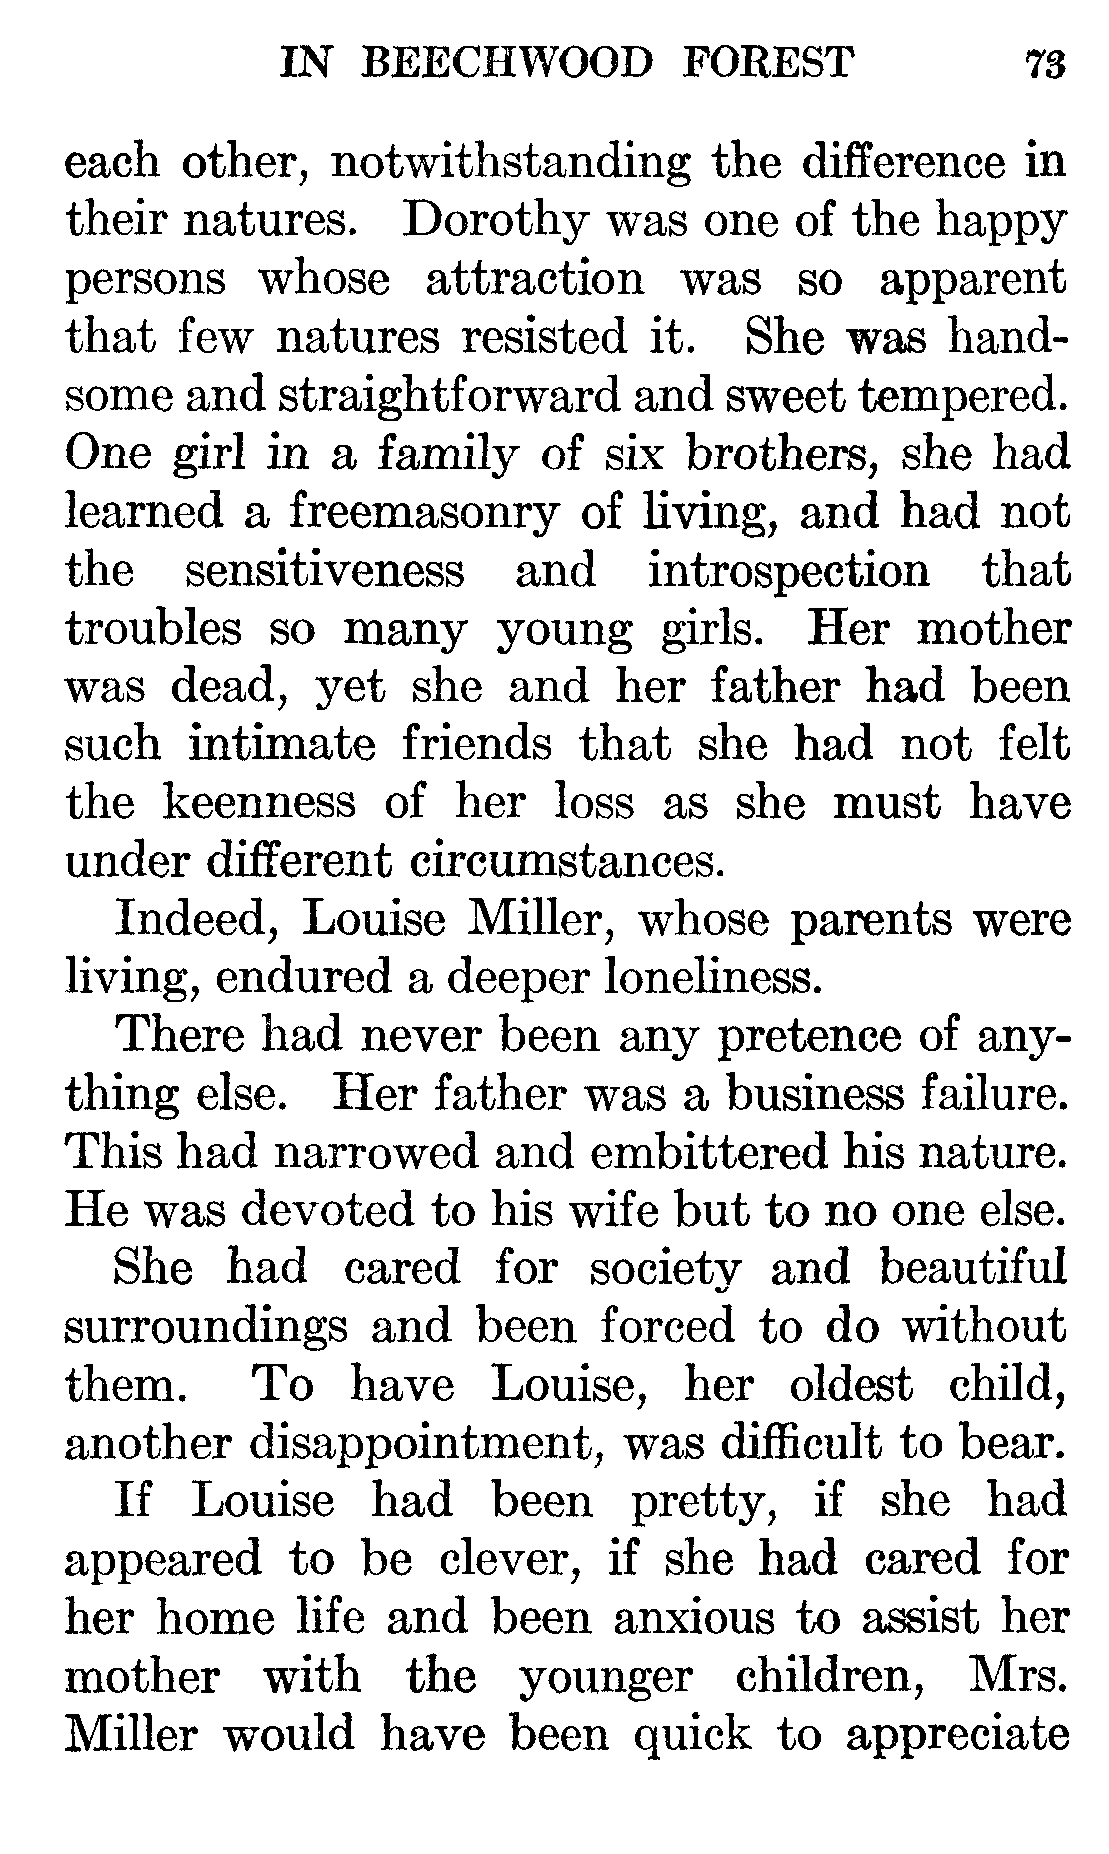 IN BEECHWOOD FOREST 73
each other, notwithstanding the difference in
their natures. Dorothy was one of the happy
persons whose attraction was so apparent
that few natures resisted it. She was hand-
some and straightforward and sweet tempered.
One girl in a family of six brothers, she had
learned a freemasonry of living, and had not
the sensitiveness and introspection that
troubles so many young girls. Her mother
was dead, yet she and her father had been
such intimate friends that she had not felt
the keenness of her loss as she must have
under different circumstances.
Indeed, Louise Miller, whose parents were
living, endured a deeper loneliness.
There had never been any pretence of any-
thing else. Her father was a business failure.
This had narrowed and embittered his nature.
He was devoted to his wife but to no one else.
She had cared for society and beautiful
surroundings and been forced to do without
them. To have Louise, her oldest child,
another disappointment, was difficult to bear.
If Louise had been pretty, if she had
appeared to be clever, if she had cared for
her home life and been anxious to assist her
mother with the younger children, Mrs.
Miller would have been quick to appreciate